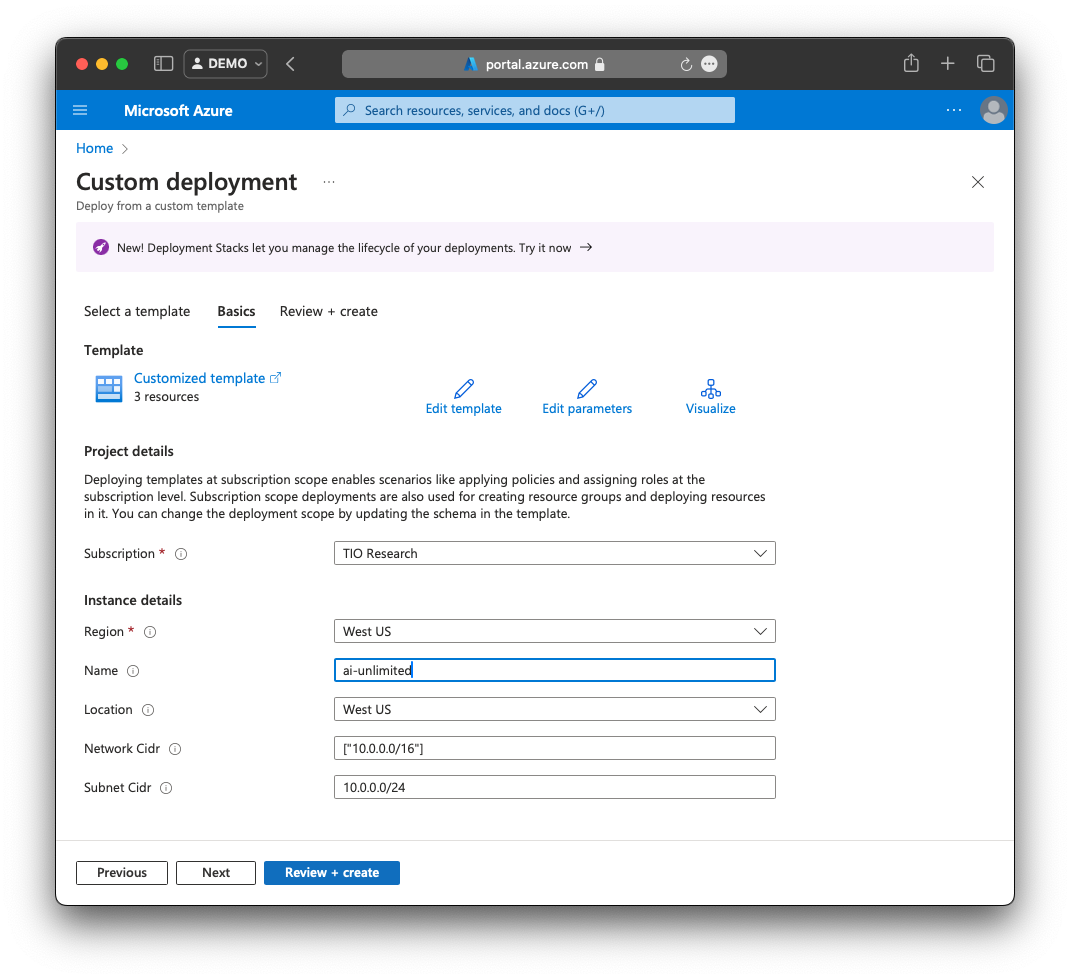 DEMO
portal.azure.com
Microsoft Azure
Search resources, services, and docs (G+/)
Home
Custom deployment
Deploy from a custom template
New! Deployment Stacks let you manage the lifecycle of your deployments. Try it now →
Select a template Basics Review + create
Template
Customized template
3 resources
Edit template Edit parameters Visualize
Project details
Deploying templates at subscription scope enables scenarios like applying policies and assigning roles at the
subscription level. Subscription scope deployments are also used for creating resource groups and deploying resources
in it. You can change the deployment scope by updating the schema in the template.
Subscription * TIO Research
Instance details
Region * West US
Name ai-unlimited
Location West US
Network Cidr ["10.0.0.0/16"]
Subnet Cidr 10.0.0.0/24
Previous Next Review + create